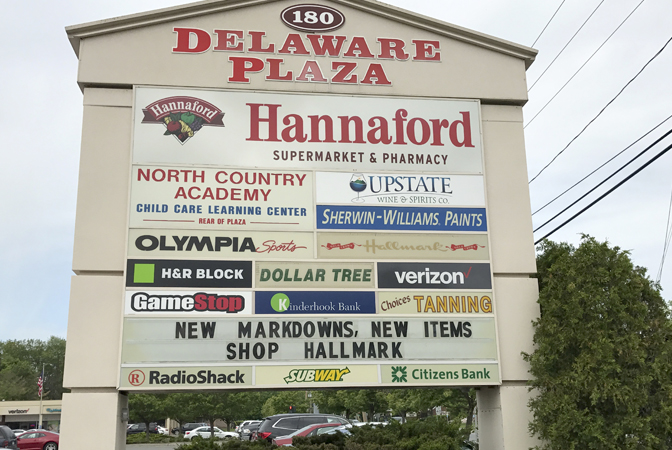 180
DELAWARE
PLAZA
Hannaford
Hannaford
SUPERMARKET & PHARMACY
NORTH COUNTRY
ACADEMY
CHILD CARE LEARNING CENTER
REAR OF PLAZA
UPSTATE
WINE & SPIRITS CO.
SHERWIN-WILLIAMS. PAINTS
OLYMPIA Sports
Hallmark
H&R BLOCK
DOLLAR TREE
verizon
GameStop
Kinderhook Bank
Choices TANNING
NEW MARKDOWNS, NEW ITEMS
SHOP HALLMARK
R RadioShack
SUBWAY
Citizens Bank
verizon